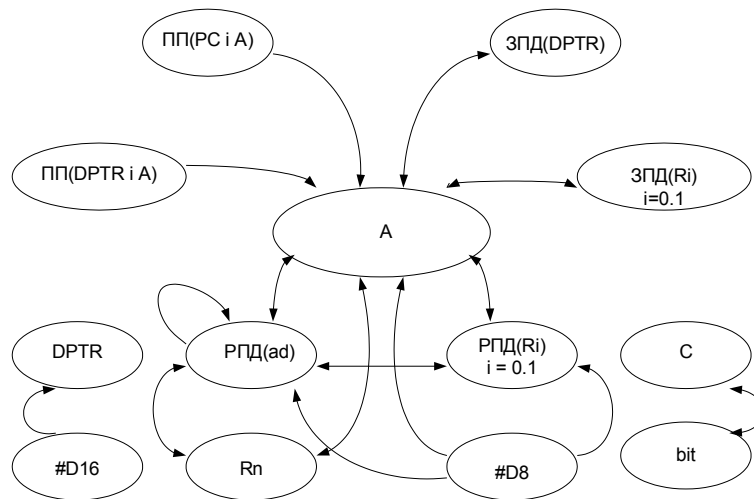 ПП(PC і A)
ЗПД(DPTR)
ПП(DPTR і A)
ЗПД(Ri)
i=0.1
A
DPTR
РПД(ad)
РПД(Ri)
i = 0.1
C
#D16
Rn
#D8
bit